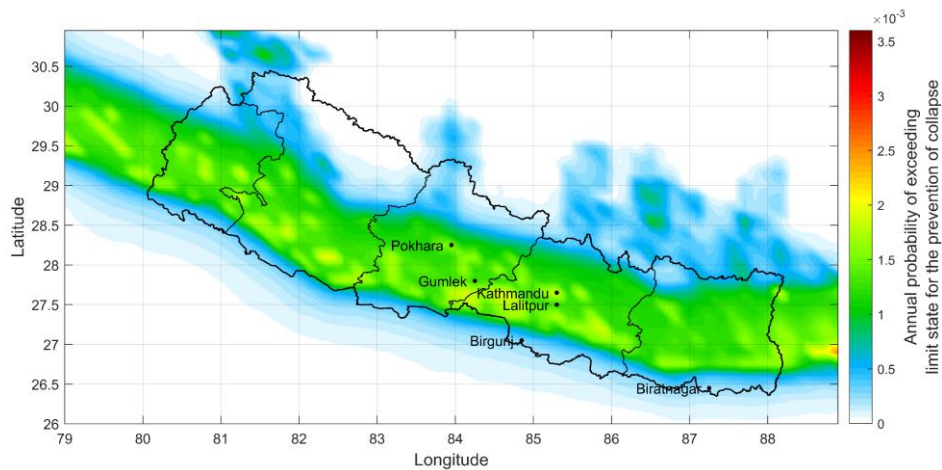 ×10⁻³
30.5
30
29.5
29
28.5
28
27.5
27
26.5
26
Latitude
79
80
81
82
83
84
85
86
87
88
Longitude
Pokhara
Gumlek
Kathmandu
Lalitpur
Birgunj
Biratnagar
3.5
3
2.5
2
1.5
1
0.5
0
Annual probability of exceeding
limit state for the prevention of collapse